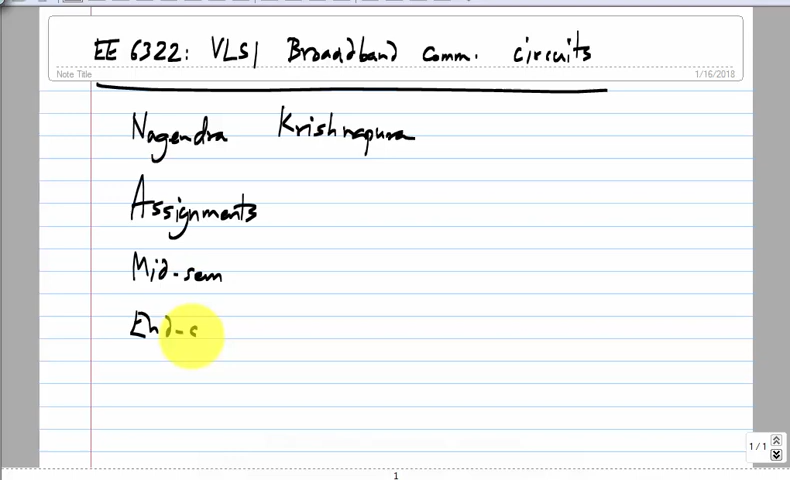 EE 6322: VLSI Broadband comm. circuits
Note Title
1/16/2018
Nagendra Krishnapura
Assignments
Mid-sem
End-s
1/1
1